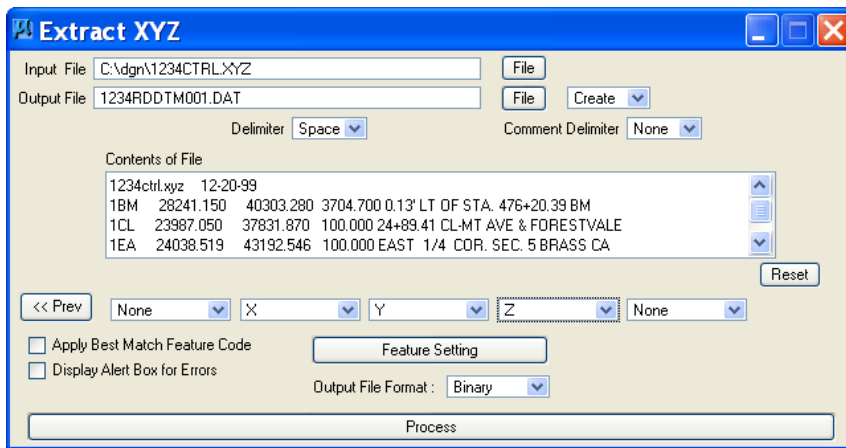 Extract XYZ
Input File C:\dgn\1234CTRL.XYZ File
Output File 1234RDDTM001.DAT File Create
Delimiter Space Comment Delimiter None
Contents of File
1234ctrl.xyz 12-20-99
1BM 28241.150 40303.280 3704.700 0.13' LT OF STA. 476+20.39 BM
1CL 23987.050 37831.870 100.000 24+89.41 CL-MT AVE & FORESTVALE
1EA 24038.519 43192.546 100.000 EAST 1/4 COR. SEC. 5 BRASS CA
Reset
<< Prev None X Y Z None
Apply Best Match Feature Code Feature Setting
Display Alert Box for Errors
Output File Format : Binary
Process